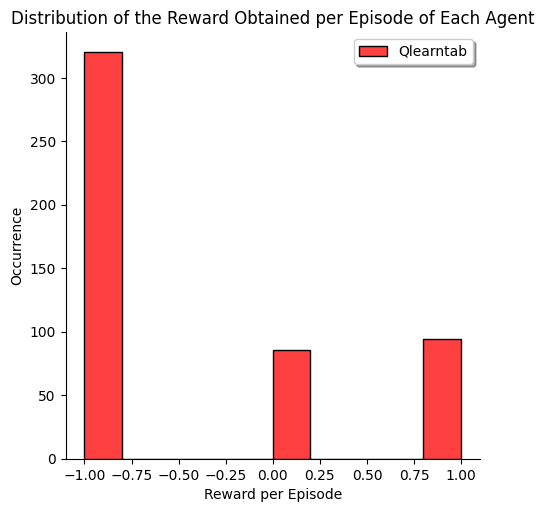 Distribution of the Reward Obtained per Episode of Each Agent
Qlearntab
300
250
200
150
100
50
0
Occurrence
−1.00 −0.75 −0.50 −0.25 0.00 0.25 0.50 0.75 1.00
Reward per Episode